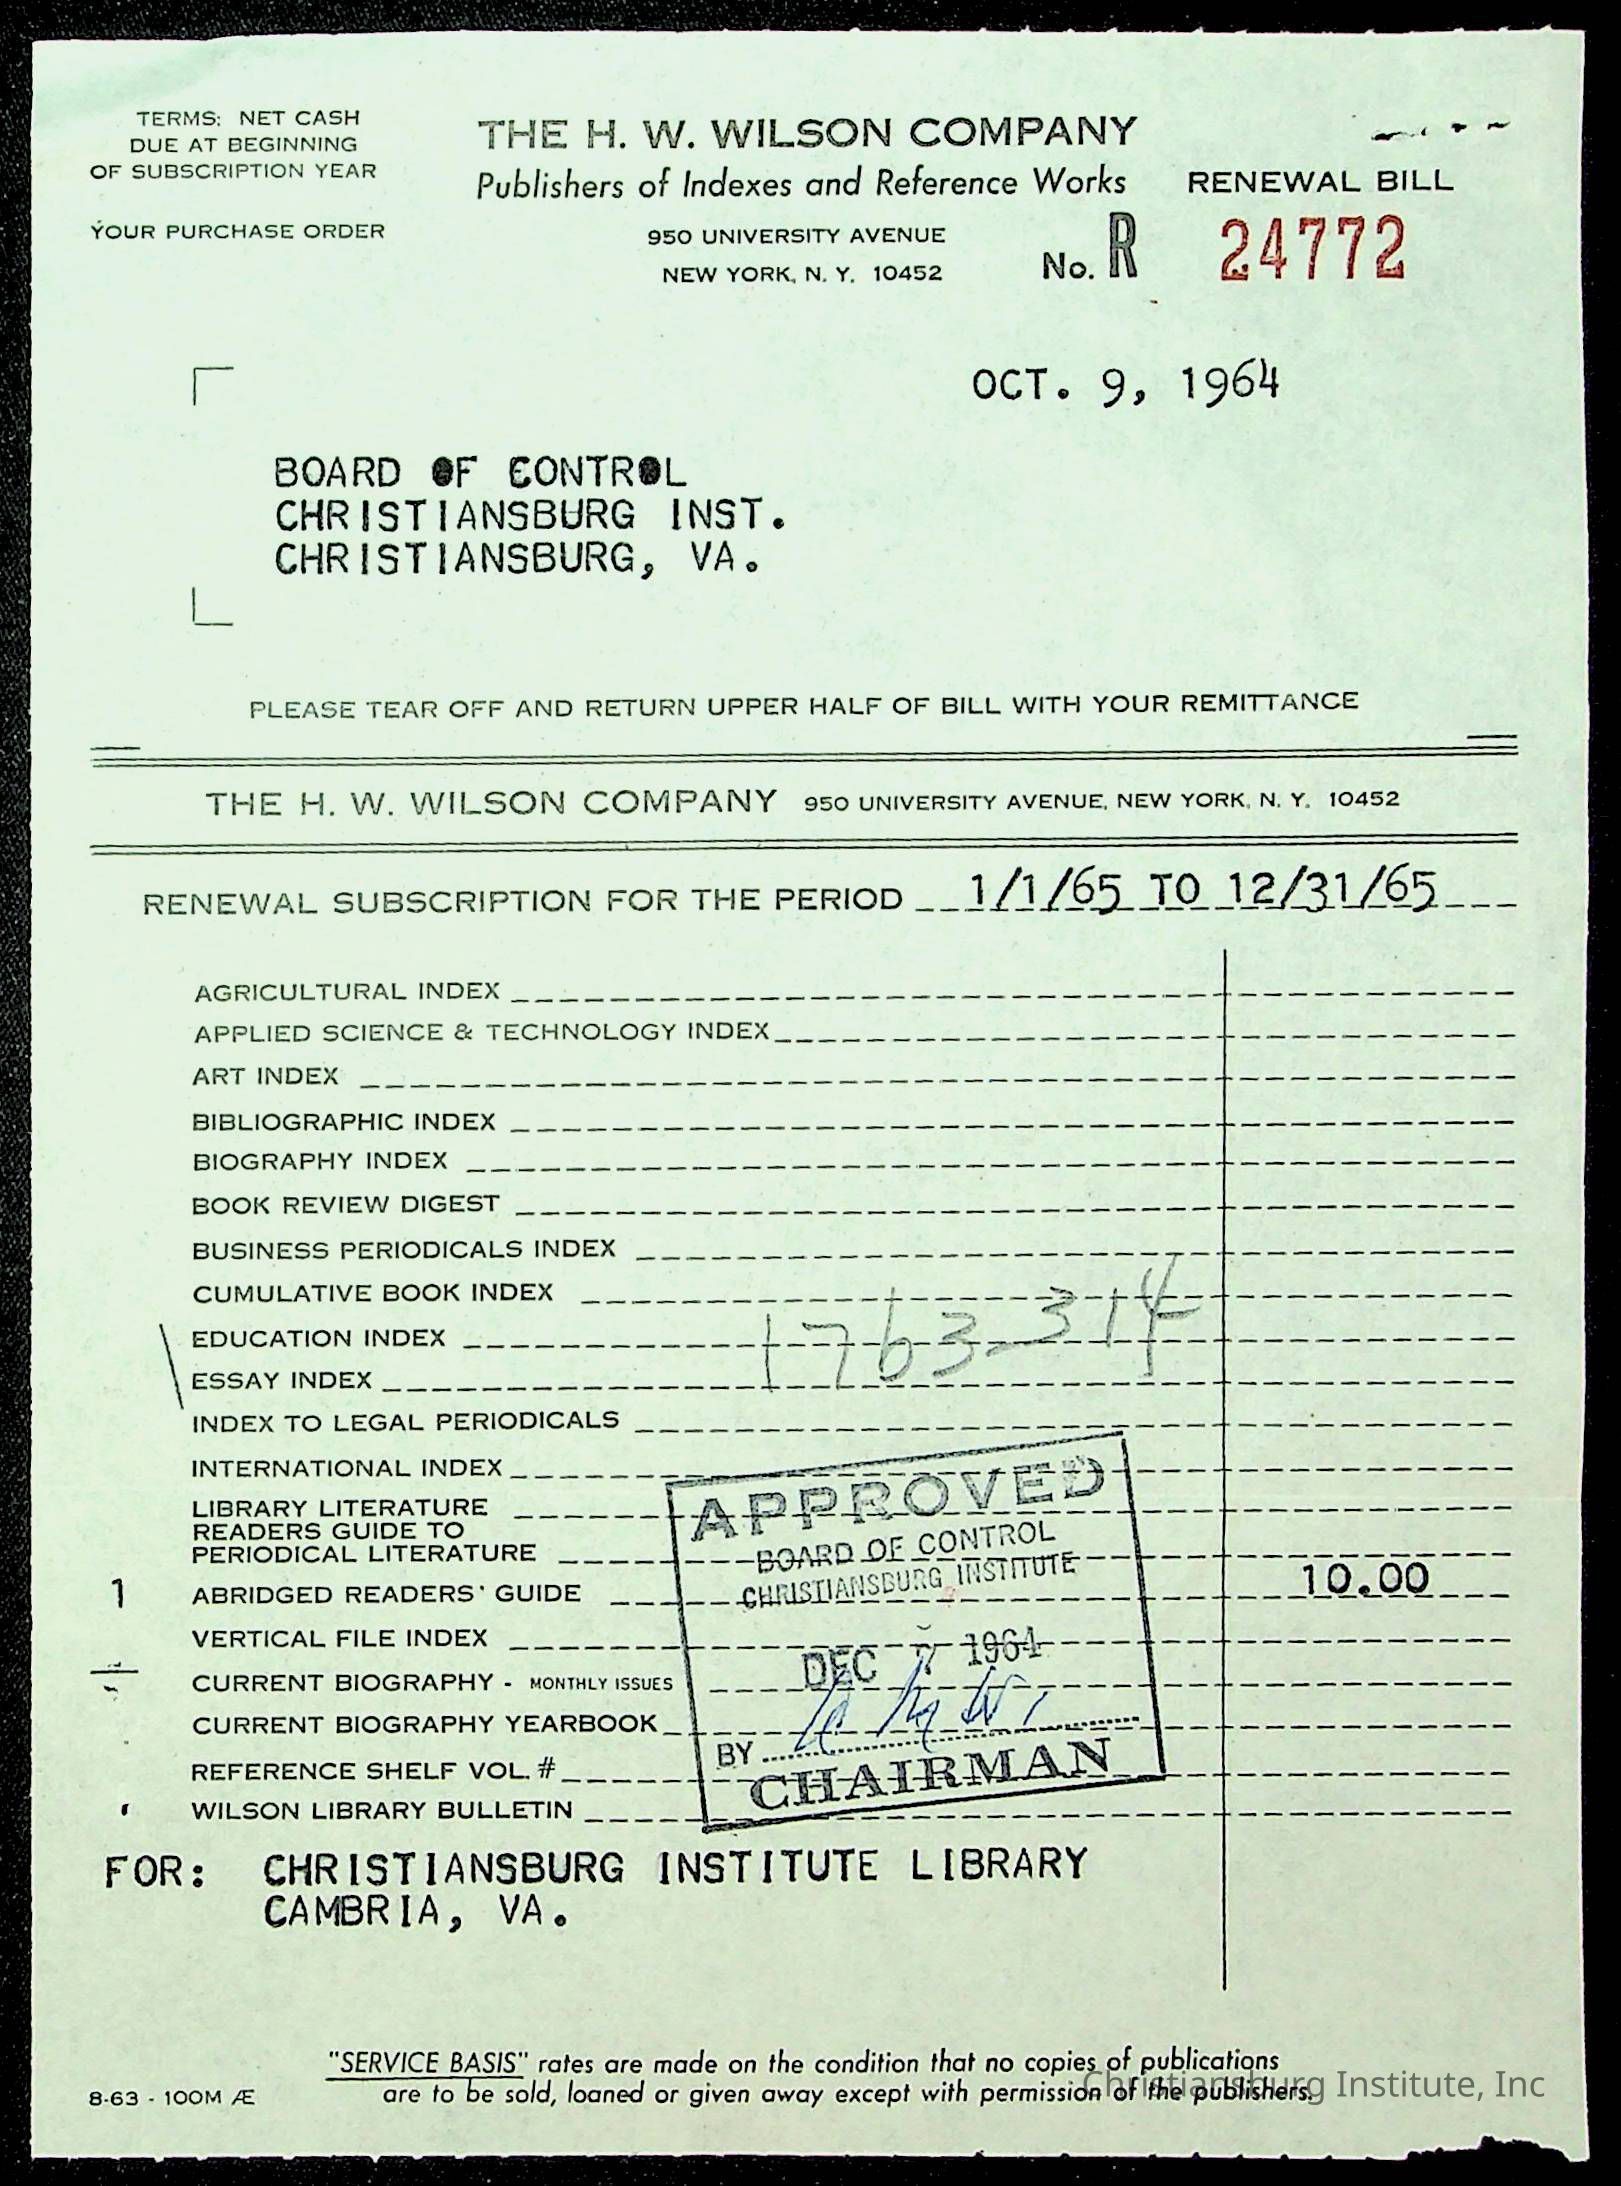 TERMS: NET CASH
DUE AT BEGINNING
OF SUBSCRIPTION YEAR
YOUR PURCHASE ORDER
THE H. W. WILSON COMPANY
Publishers of Indexes and Reference Works
950 UNIVERSITY AVENUE
NEW YORK, N. Y. 10452
RENEWAL BILL
No. R 24772
OCT. 9, 1964
BOARD OF CONTROL
CHRISTIANSBURG INST.
CHRISTIANSBURG, VA.
PLEASE TEAR OFF AND RETURN UPPER HALF OF BILL WITH YOUR REMITTANCE
THE H. W. WILSON COMPANY 950 UNIVERSITY AVENUE, NEW YORK, N. Y. 10452
RENEWAL SUBSCRIPTION FOR THE PERIOD 1/1/65 TO 12/31/65
AGRICULTURAL INDEX
APPLIED SCIENCE & TECHNOLOGY INDEX
ART INDEX
BIBLIOGRAPHIC INDEX
BIOGRAPHY INDEX
BOOK REVIEW DIGEST
BUSINESS PERIODICALS INDEX
CUMULATIVE BOOK INDEX
1763-314
EDUCATION INDEX
ESSAY INDEX
INDEX TO LEGAL PERIODICALS
INTERNATIONAL INDEX
LIBRARY LITERATURE
READERS GUIDE TO
PERIODICAL LITERATURE
1 ABRIDGED READERS' GUIDE 10.00
VERTICAL FILE INDEX
CURRENT BIOGRAPHY - MONTHLY ISSUES
CURRENT BIOGRAPHY YEARBOOK
REFERENCE SHELF VOL. #
WILSON LIBRARY BULLETIN
APPROVED
BOARD OF CONTROL
CHRISTIANSBURG INSTITUTE
DEC 7 1964
BY
CHAIRMAN
FOR: CHRISTIANSBURG INSTITUTE LIBRARY
CAMBRIA, VA.
"SERVICE BASIS" rates are made on the condition that no copies of publications
are to be sold, loaned or given away except with permission of the publishers.
8-63 - 100M Æ
Christiansburg Institute, Inc